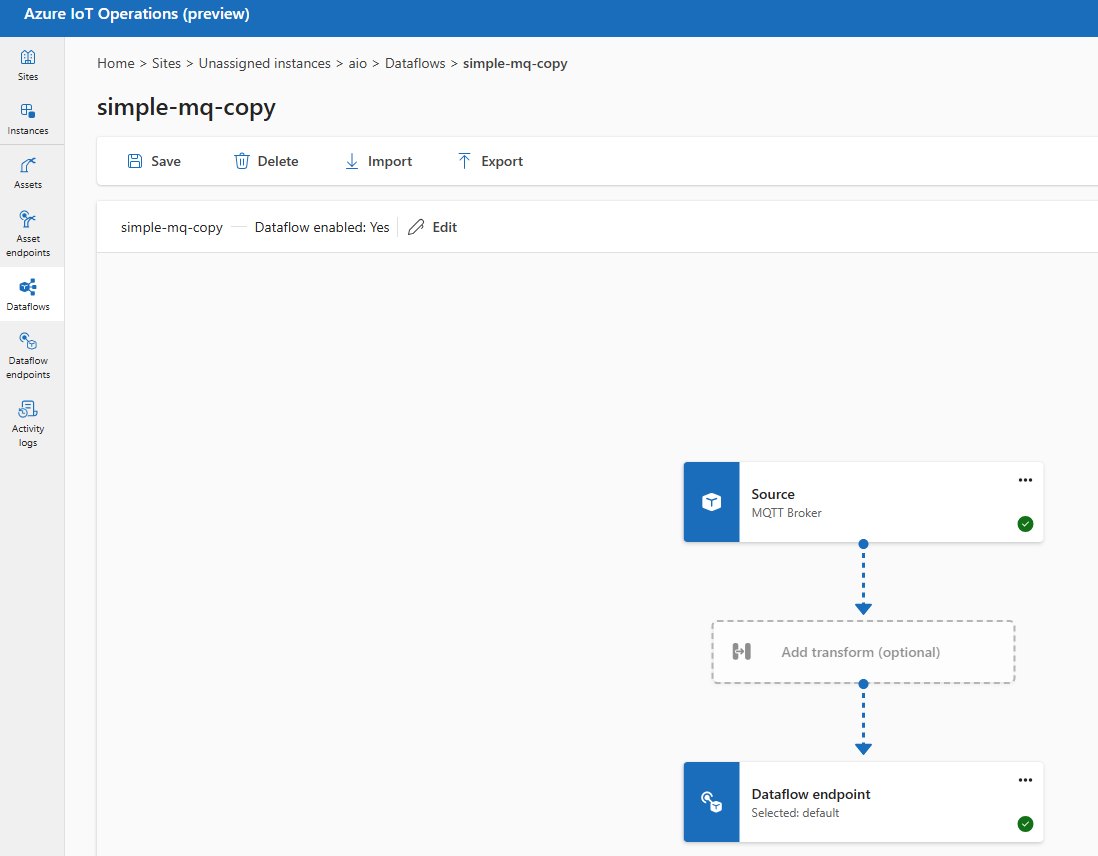 Azure IoT Operations (preview)
Sites
Instances
Assets
Asset
endpoints
Dataflows
Dataflow
endpoints
Activity
logs
Home > Sites > Unassigned instances > aio > Dataflows > simple-mq-copy
simple-mq-copy
Save Delete Import Export
simple-mq-copy — Dataflow enabled: Yes Edit
Source
MQTT Broker
Add transform (optional)
Dataflow endpoint
Selected: default